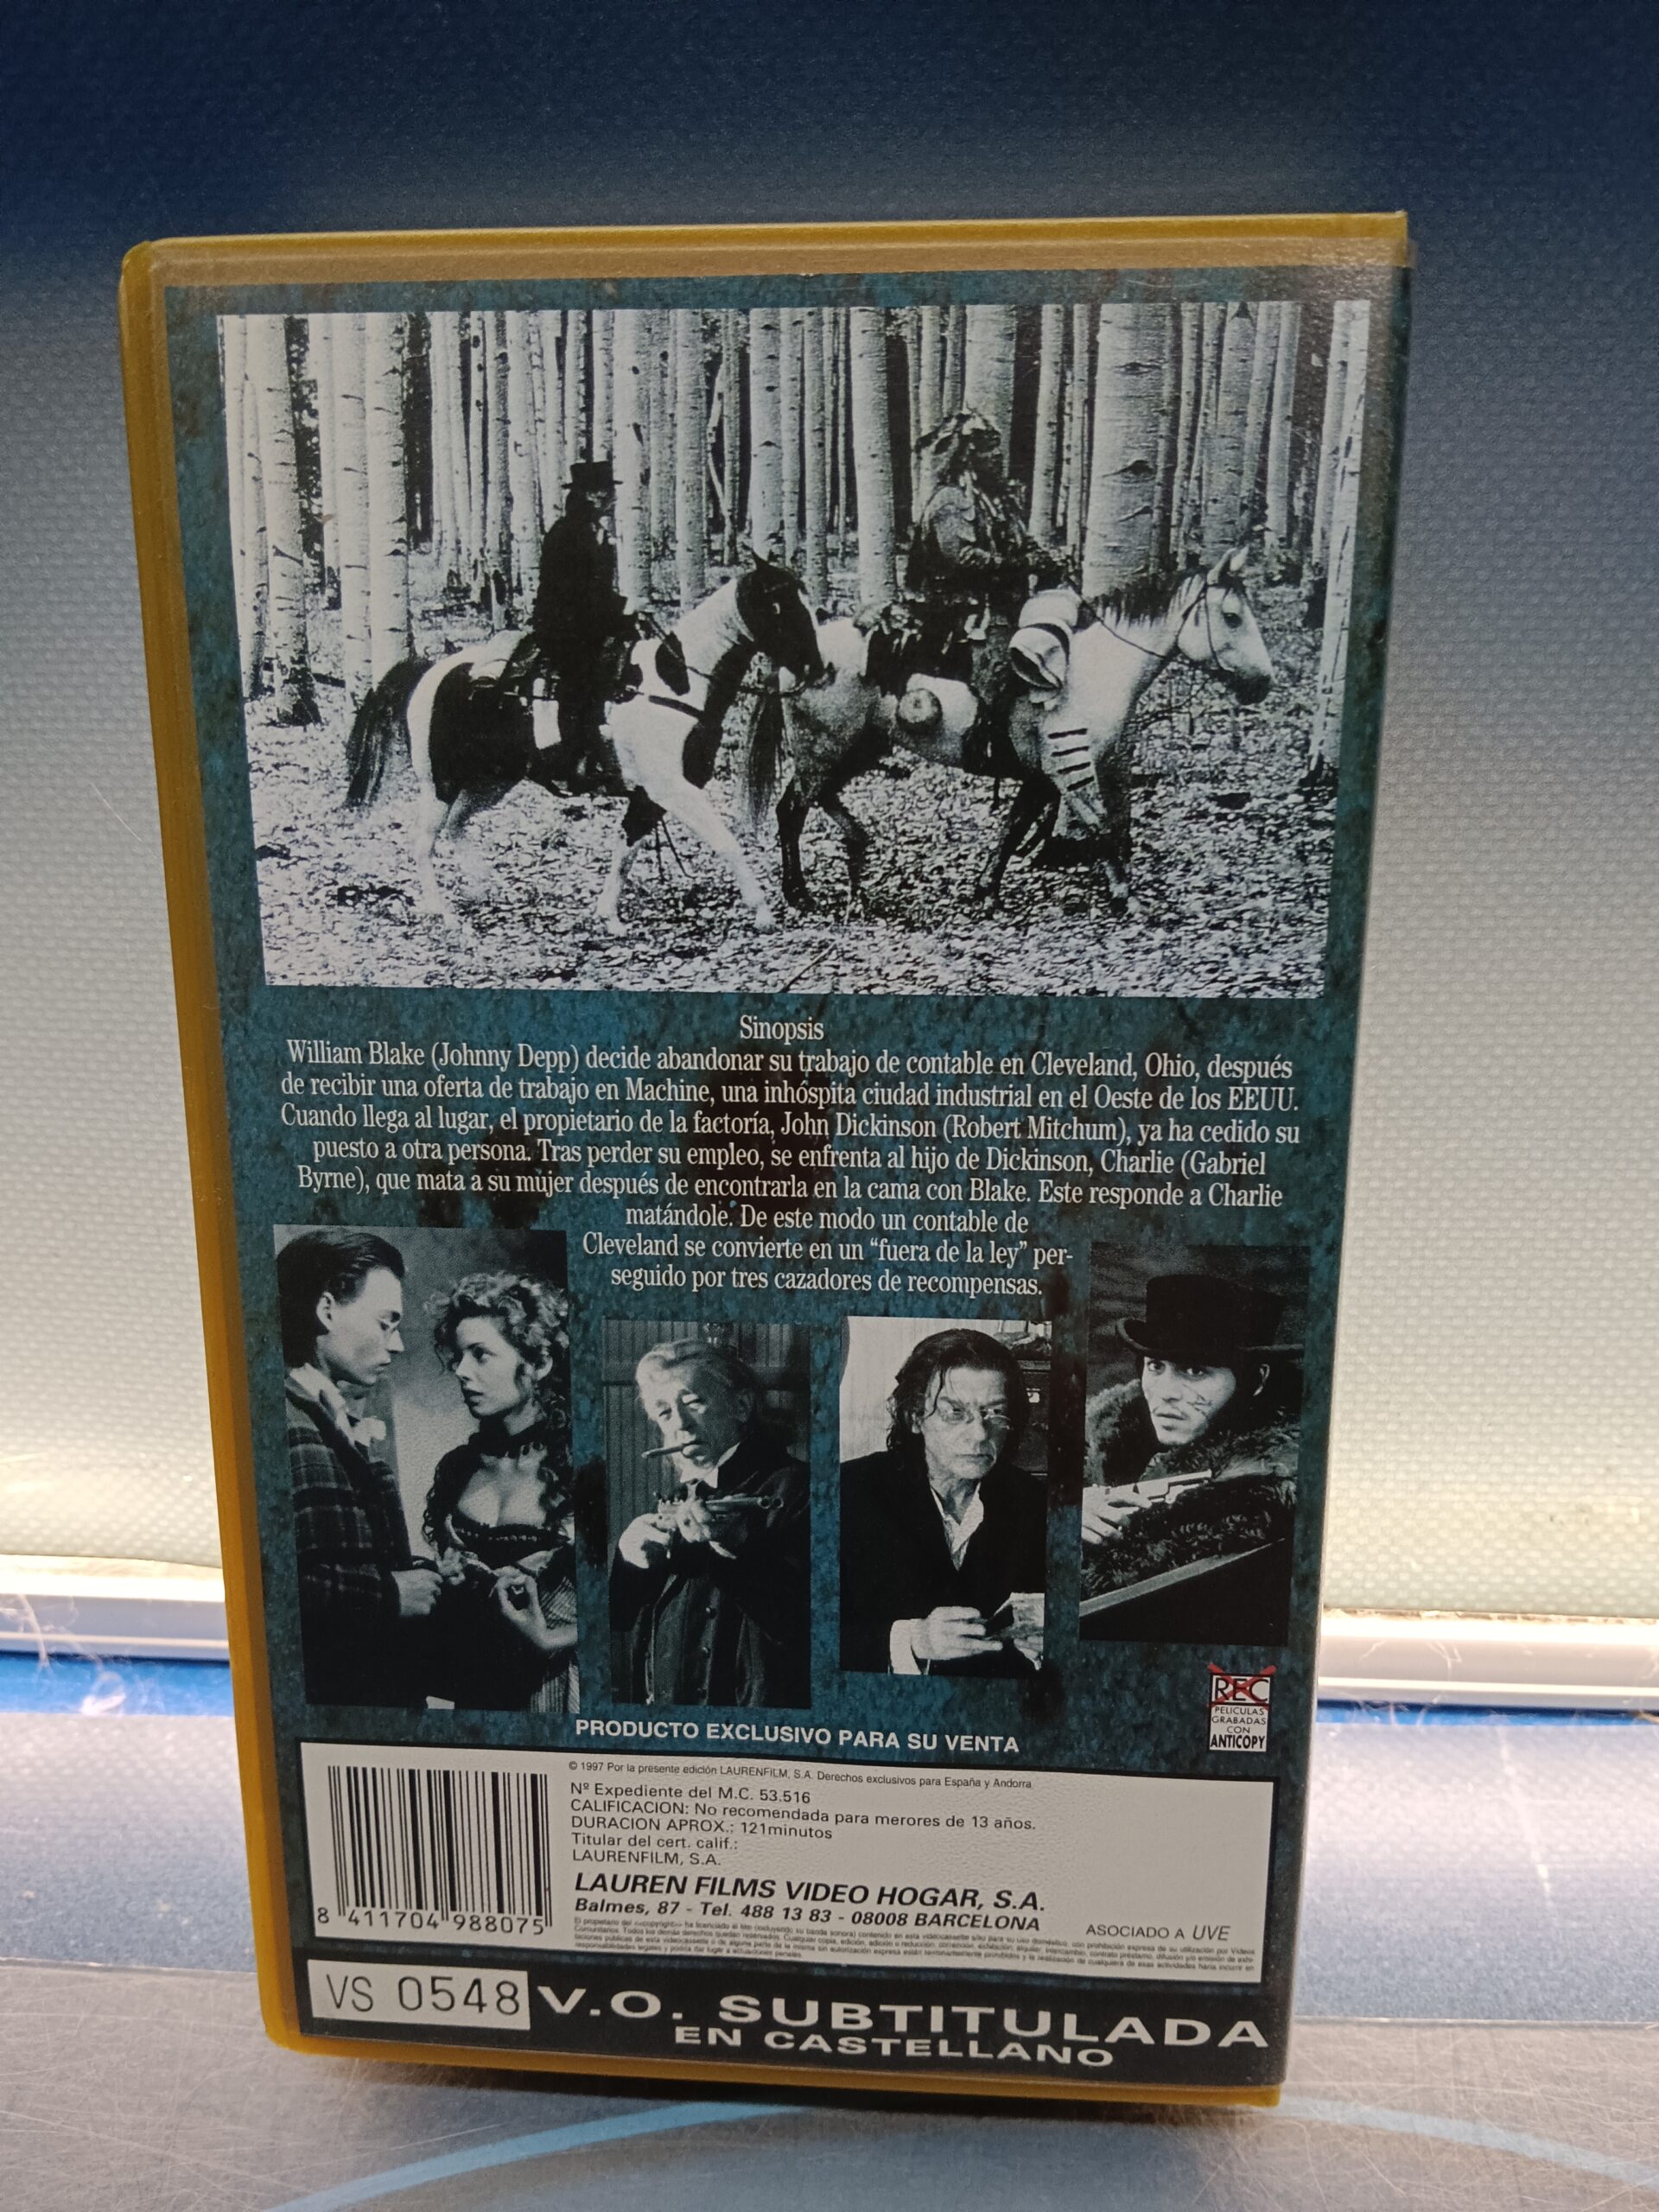 Sinopsis
William Blake (Johnny Depp) decide abandonar su trabajo de contable en Cleveland, Ohio, después
de recibir una oferta de trabajo en Machine, una inhóspita ciudad industrial en el Oeste de los EEUU.
Cuando llega al lugar, el propietario de la factoría, John Dickinson (Robert Mitchum), ya ha cedido su
puesto a otra persona. Tras perder su empleo, se enfrenta al hijo de Dickinson, Charlie (Gabriel
Byrne), que mata a su mujer después de encontrarla en la cama con Blake. Este responde a Charlie
matándole. De este modo un contable de
Cleveland se convierte en un "fuera de la ley" per-
seguido por tres cazadores de recompensas.
REC
PELICULAS
GRABADAS
CON
ANTICOPY
PRODUCTO EXCLUSIVO PARA SU VENTA
© 1997 Por la presente edición LAURENFILM, S.A. Derechos exclusivos para España y Andorra
Nº Expediente del M.C. 53.516
CALIFICACION: No recomendada para merores de 13 años.
DURACION APROX.: 121minutos
Titular del cert. calif.:
LAURENFILM, S.A.
LAUREN FILMS VIDEO HOGAR, S.A.
Balmes, 87 - Tel. 488 13 83 - 08008 BARCELONA
ASOCIADO A UVE
8 411704 988075
VS 0548
V.O. SUBTITULADA
EN CASTELLANO